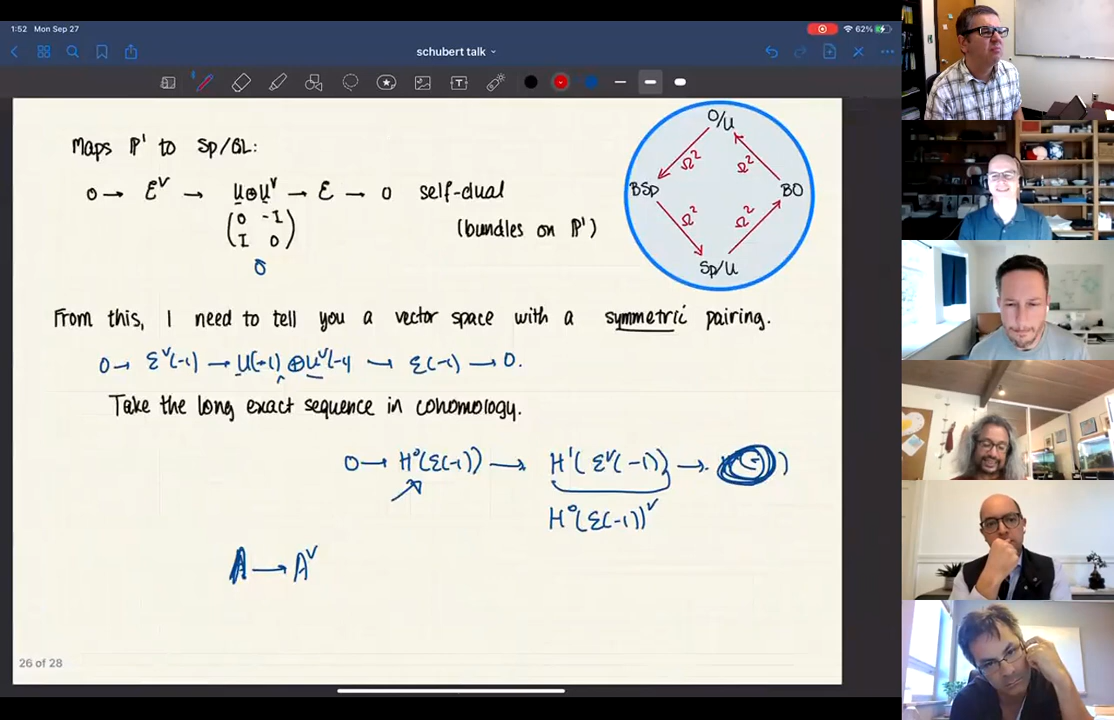 1:52 Mon Sep 27
62%
schubert talk
Maps ℙ¹ to Sp/GL:
0 → ℰ^∨ → u⊕u^∨ → ℰ → 0 self-dual
(0 -I
I 0)
(bundles on ℙ¹)
O/U
Ω² Ω²
BSp BO
Ω² Ω²
Sp/U
From this, I need to tell you a vector space with a symmetric pairing.
0 → ℰ^∨(-1) → u(-1) ⊕ u^∨(-1) → ℰ(-1) → 0.
Take the long exact sequence in cohomology.
0 → H⁰(ℰ(-1)) → H¹(ℰ^∨(-1)) →
H⁰(ℰ(-1))^∨
A → A^∨
26 of 28